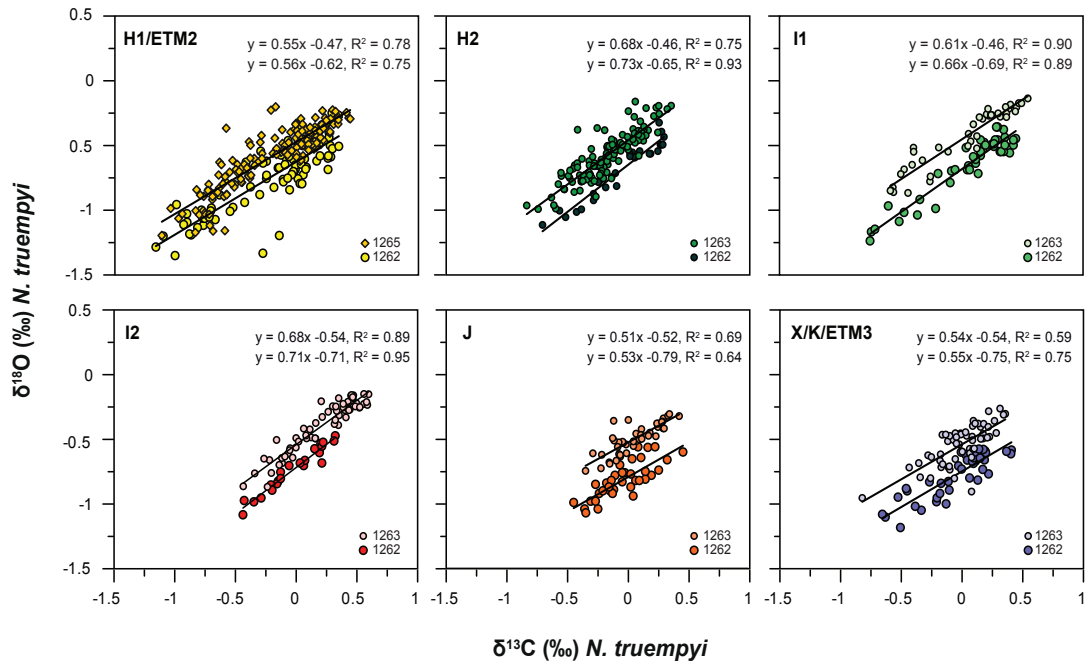 0.5
0
0.5
-1
-1.5
H1/ETM2
y = 0.55x -0.47, R² = 0.78
y = 0.56x -0.62, R² = 0.75
1265
1262
H2
y = 0.68x -0.46, R² = 0.75
y = 0.73x -0.65, R² = 0.93
1263
1262
I1
y = 0.61x -0.46, R² = 0.90
y = 0.66x -0.69, R² = 0.89
1263
1262
δ¹⁸O (‰) N. truempyi
0.5
0
-0.5
-1
-1.5
I2
y = 0.68x -0.54, R² = 0.89
y = 0.71x -0.71, R² = 0.95
1263
1262
J
y = 0.51x -0.52, R² = 0.69
y = 0.53x -0.79, R² = 0.64
1263
1262
X/K/ETM3
y = 0.54x -0.54, R² = 0.59
y = 0.55x -0.75, R² = 0.75
1263
1262
-1.5 -1 -0.5 0 0.5 1
-1.5 -1 -0.5 0 0.5 1
-1.5 -1 -0.5 0 0.5 1
δ¹³C (‰) N. truempyi